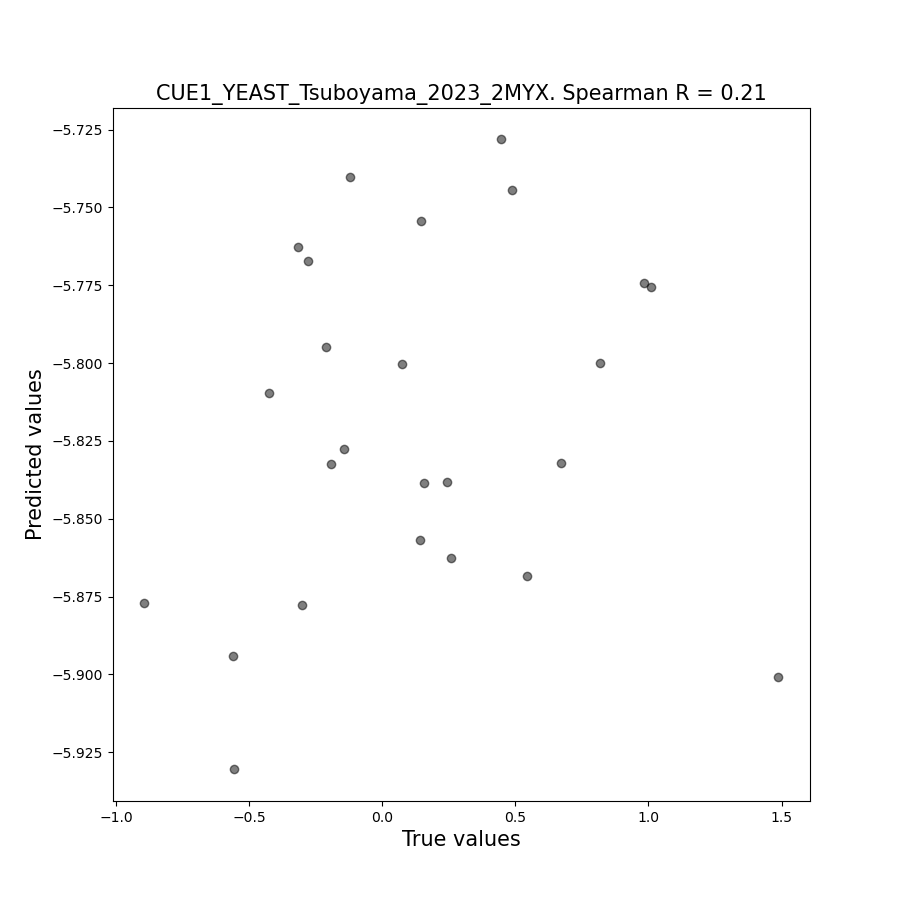 CUE1_YEAST_Tsuboyama_2023_2MYX. Spearman R = 0.21
−5.725
−5.750
−5.775
−5.800
−5.825
−5.850
−5.875
−5.900
−5.925
Predicted values
−1.0 −0.5 0.0 0.5 1.0 1.5
True values